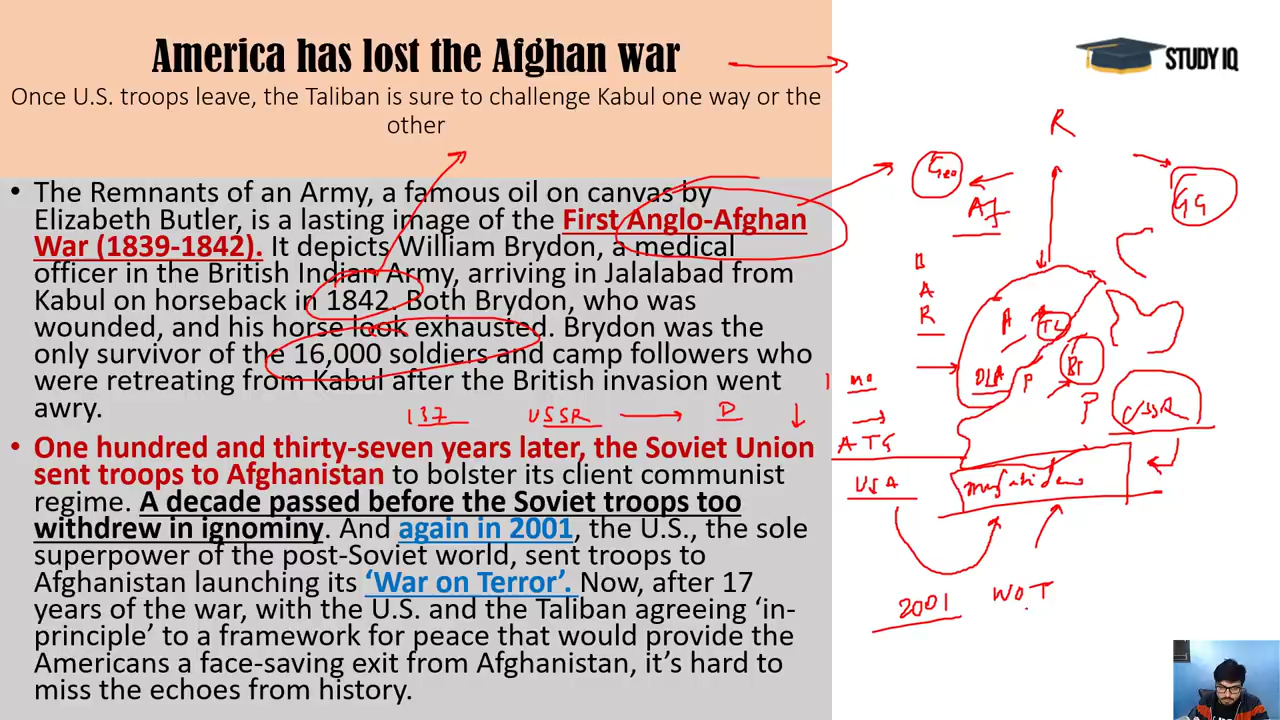 America has lost the Afghan war
Once U.S. troops leave, the Taliban is sure to challenge Kabul one way or the
other
STUDY IQ
• The Remnants of an Army, a famous oil on canvas by
Elizabeth Butler, is a lasting image of the First Anglo-Afghan
War (1839-1842). It depicts William Brydon, a medical
officer in the British Indian Army, arriving in Jalalabad from
Kabul on horseback in 1842. Both Brydon, who was
wounded, and his horse look exhausted. Brydon was the
only survivor of the 16,000 soldiers and camp followers who
were retreating from Kabul after the British invasion went
awry.
137 USSR D
• One hundred and thirty-seven years later, the Soviet Union
sent troops to Afghanistan to bolster its client communist
regime. A decade passed before the Soviet troops too
withdrew in ignominy. And again in 2001, the U.S., the sole
superpower of the post-Soviet world, sent troops to
Afghanistan launching its ‘War on Terror’. Now, after 17
years of the war, with the U.S. and the Taliban agreeing ‘in-
principle’ to a framework for peace that would provide the
Americans a face-saving exit from Afghanistan, it’s hard to
miss the echoes from history.
R
Geo
Af
GG
A
R
A
TL
DLA
P
BI
P
no
USSR
USA
2001
WOT